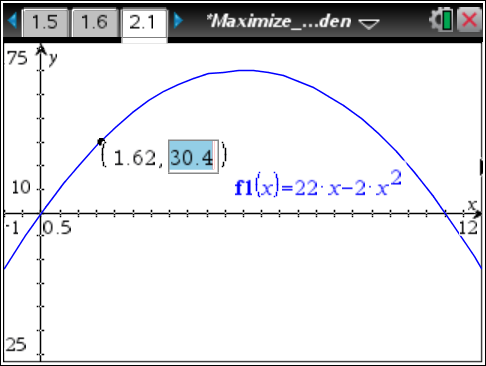 1.5 1.6 2.1 *Maximize_...den
75 y
(1.62, 30.4)
f1(x)=22·x-2·x²
10
x
-1 0.5 12
25